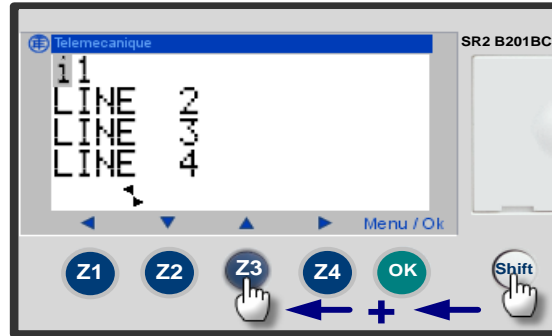 Telemecanique
SR2 B201BC
i1
LINE 2
LINE 3
LINE 4
Menu / Ok
Z1 Z2 Z3 Z4 OK Shift
+